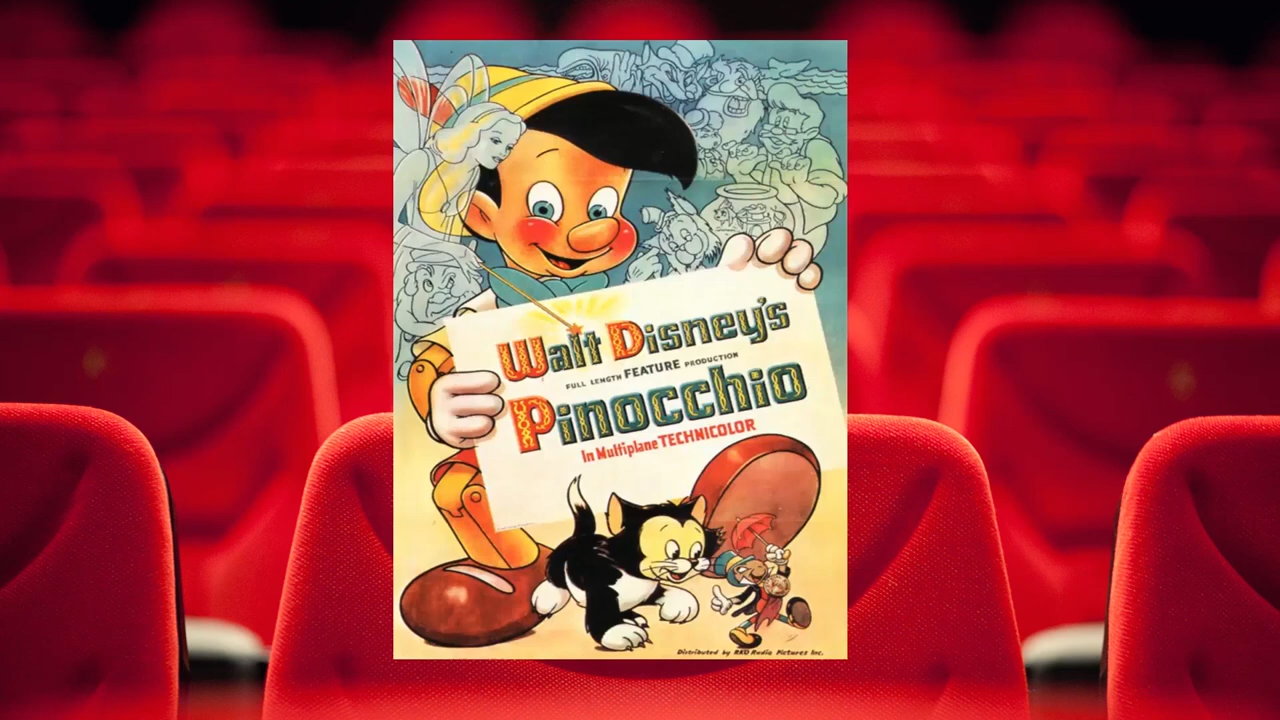 Walt Disney's
FULL LENGTH FEATURE PRODUCTION
Pinocchio
In Multiplane TECHNICOLOR
Distributed by RKO Radio Pictures Inc.